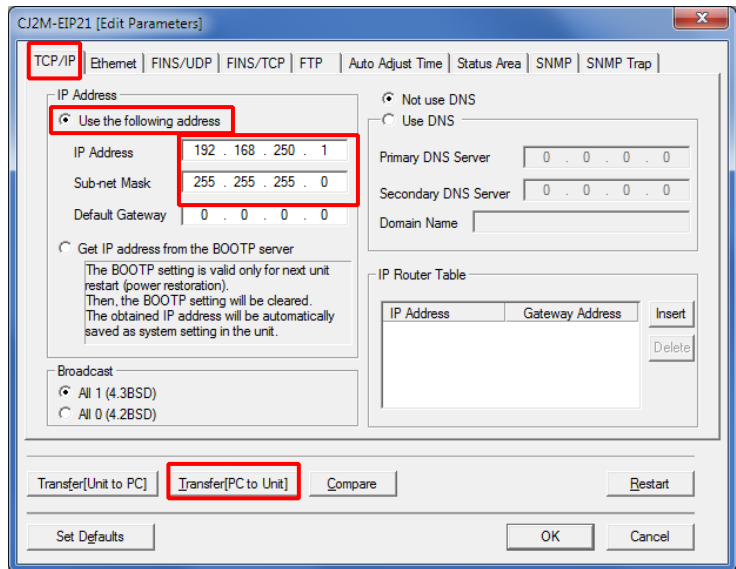 CJ2M-EIP21 [Edit Parameters]
TCP/IP Ethernet FINS/UDP FINS/TCP FTP Auto Adjust Time Status Area SNMP SNMP Trap
IP Address
Use the following address
IP Address 192 . 168 . 250 . 1
Sub-net Mask 255 . 255 . 255 . 0
Default Gateway 0 . 0 . 0 . 0
Get IP address from the BOOTP server
The BOOTP setting is valid only for next unit
restart (power restoration).
Then, the BOOTP setting will be cleared.
The obtained IP address will be automatically
saved as system setting in the unit.
Broadcast
All 1 (4.3BSD)
All 0 (4.2BSD)
Not use DNS
Use DNS
Primary DNS Server 0 . 0 . 0 . 0
Secondary DNS Server 0 . 0 . 0 . 0
Domain Name
IP Router Table
IP Address Gateway Address
Insert
Delete
Transfer[Unit to PC] Transfer[PC to Unit] Compare Restart
Set Defaults OK Cancel